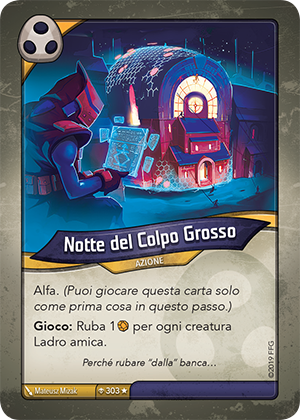 Notte del Colpo Grosso
AZIONE
Alfa. (Puoi giocare questa carta solo
come prima cosa in questo passo.)
Gioco: Ruba 1 per ogni creatura
Ladro amica.
Perché rubare "dalla" banca...
Mateusz Mizak
303
©2019 FFG